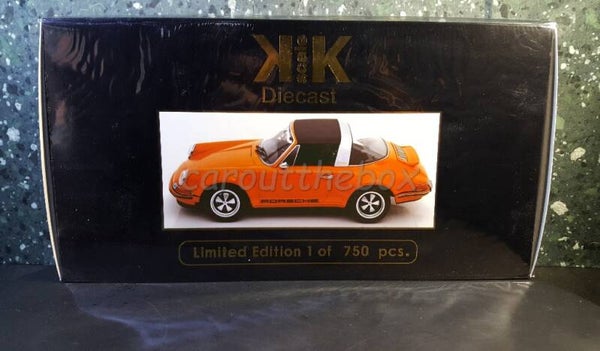 KK scale
Diecast
caroutthebox
PORSCHE
Limited Edition 1 of 750 pcs.